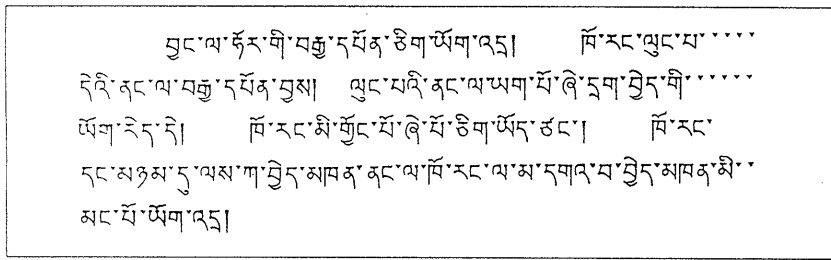 བྱང་ལ་ཧོར་གི་བརྒྱ་དཔོན་ཅིག་ཡོག་འདྲ།     ཁོ་རང་ལུང་པ་་་་་་
དེའི་ནང་ལ་བརྒྱ་དཔོན་བྱས།  ལུང་པའི་ནང་ལ་ཡག་པོ་ཞེ་དྲག་བྱེད་གི་་་་་་་
ཡོག་རེད་དེ།     ཁོ་རང་མི་གྱོང་པོ་ཞེ་པོ་ཅིག་ཡོད་ཙང་།     ཁོ་རང་
དང་མཉམ་དུ་ལས་ཀ་བྱེད་མཁན་ནང་ལ་ཁོ་རང་ལ་མ་དགའ་བ་བྱེད་མཁན་མི་་་
མང་པོ་ཡོག་འདྲ།